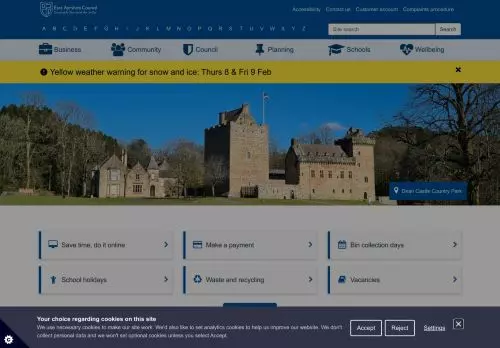 East Ayrshire Council
Accessibility Contact us Customer account Complaints procedure
A B C D E F G H I J K L M N O P Q R S T U V W X Y Z
Site search
Search
Business
Community
Council
Planning
Schools
Wellbeing
Yellow weather warning for snow and ice: Thurs 8 & Fri 9 Feb
Dean Castle Country Park
Save time, do it online
Make a payment
Bin collection days
School holidays
Waste and recycling
Vacancies
Your choice regarding cookies on this site
We use necessary cookies to make our site work. We'd also like to set analytics cookies to help us improve our website. We don't
collect personal data and we won't set optional cookies unless you select Accept.
Accept
Reject
Settings